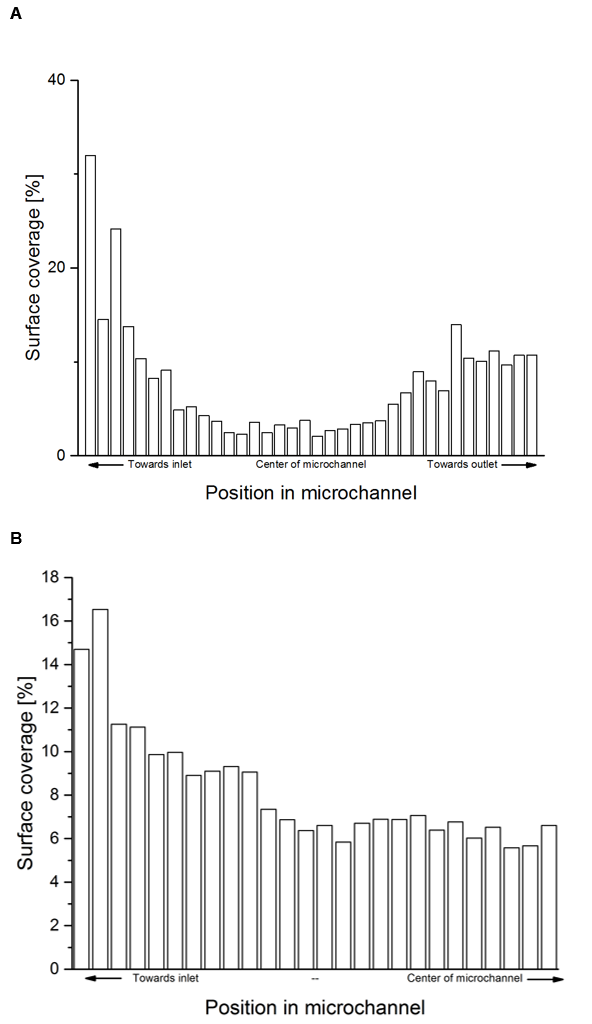 A
40
20
0
Surface coverage [%]
Towards inlet Center of microchannel Towards outlet
Position in microchannel
B
18
16
14
12
10
8
6
4
2
0
Surface coverage [%]
Towards inlet -- Center of microchannel
Position in microchannel